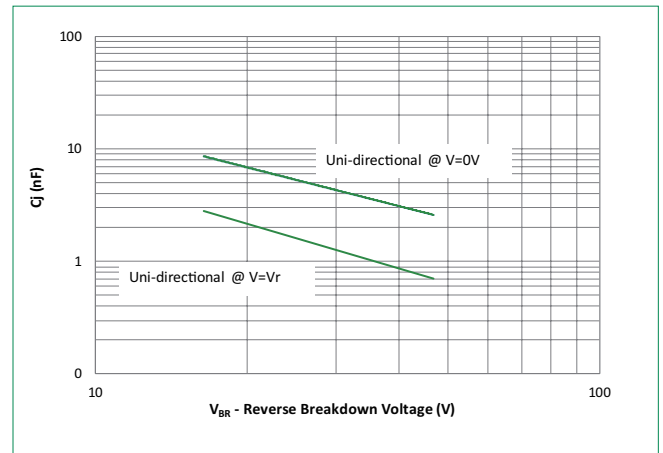 100
10
1
0
Cj (nF)
Uni-directional @ V=0V
Uni-directional @ V=Vr
10
100
VBR - Reverse Breakdown Voltage (V)